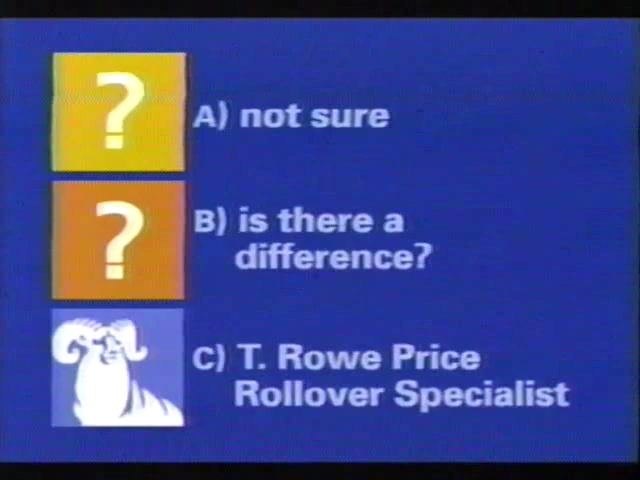 ?
A) not sure
?
B) is there a
difference?
C) T. Rowe Price
Rollover Specialist